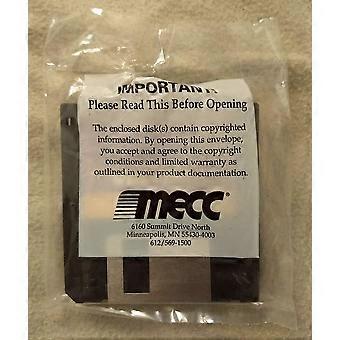 IMPORTANT!
Please Read This Before Opening
The enclosed disk(s) contain copyrighted
information. By opening this envelope,
you accept and agree to the copyright
conditions and limited warranty as
outlined in your product documentation.
mecc®
6160 Summit Drive North
Minneapolis, MN 55430-4003
612/569-1500